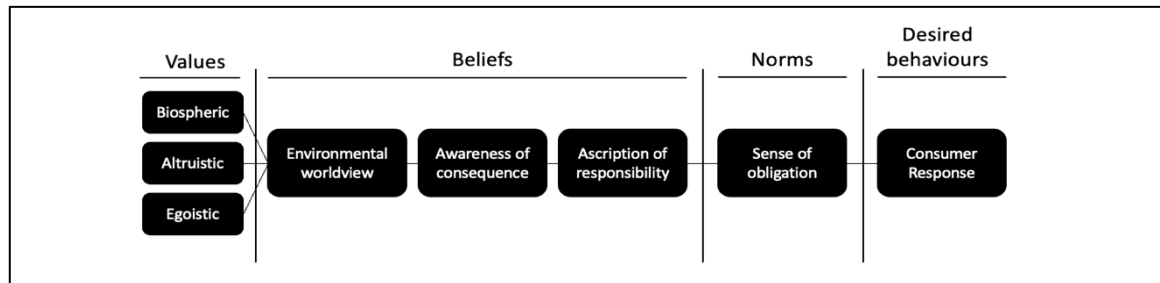 Values
Beliefs
Norms
Desired
behaviours
Biospheric
Altruistic
Egoistic
Environmental
worldview
Awareness of
consequence
Ascription of
responsibility
Sense of
obligation
Consumer
Response